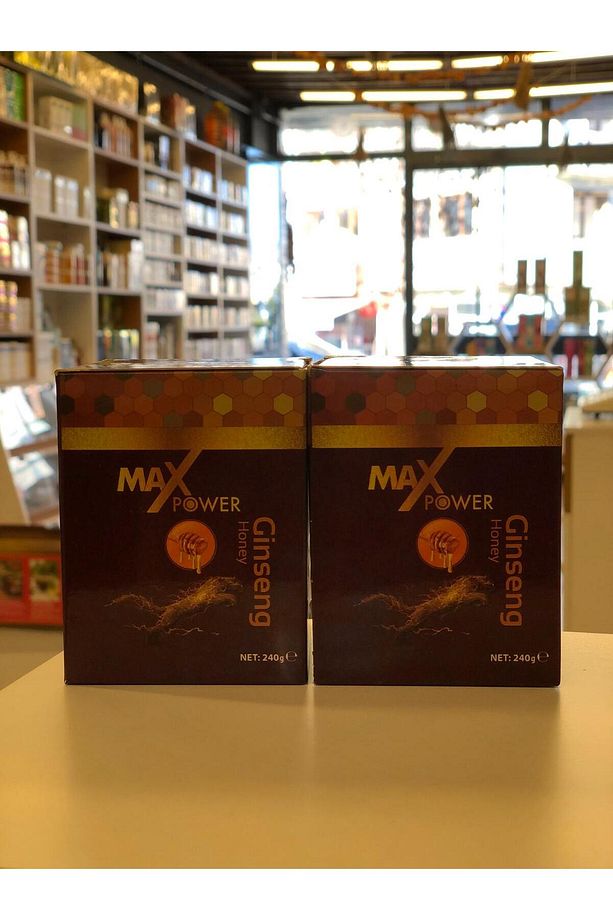 MAX
POWER
Ginseng
Honey
NET: 240g℮
MAX
POWER
Ginseng
Honey
NET: 240g℮